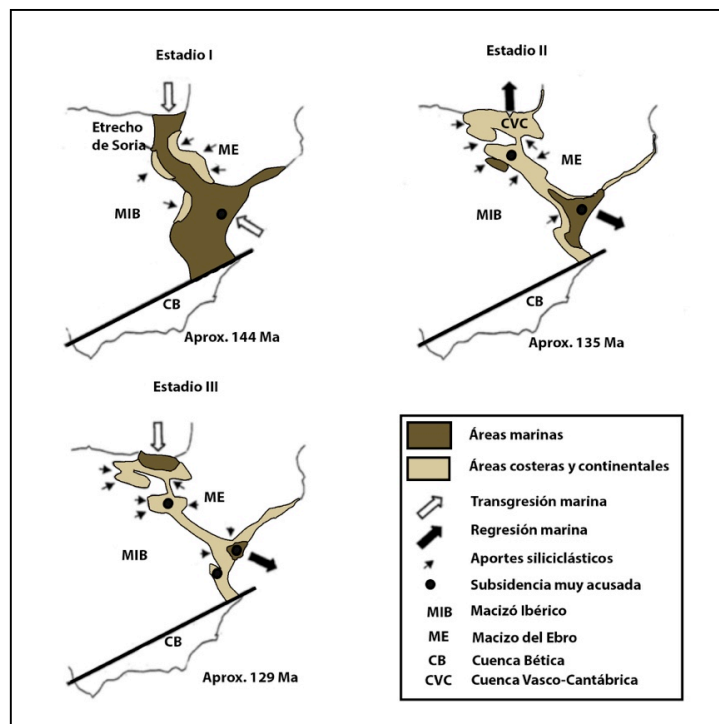 Estadio I
Etrecho
de Soria
ME
MIB
CB
Aprox. 144 Ma
Estadio II
CVC
ME
MIB
CB
Aprox. 135 Ma
Estadio III
ME
MIB
CB
Aprox. 129 Ma
Áreas marinas
Áreas costeras y continentales
Transgresión marina
Regresión marina
Aportes siliciclásticos
Subsidencia muy acusada
MIB Macizó Ibérico
ME Macizo del Ebro
CB Cuenca Bética
CVC Cuenca Vasco-Cantábrica